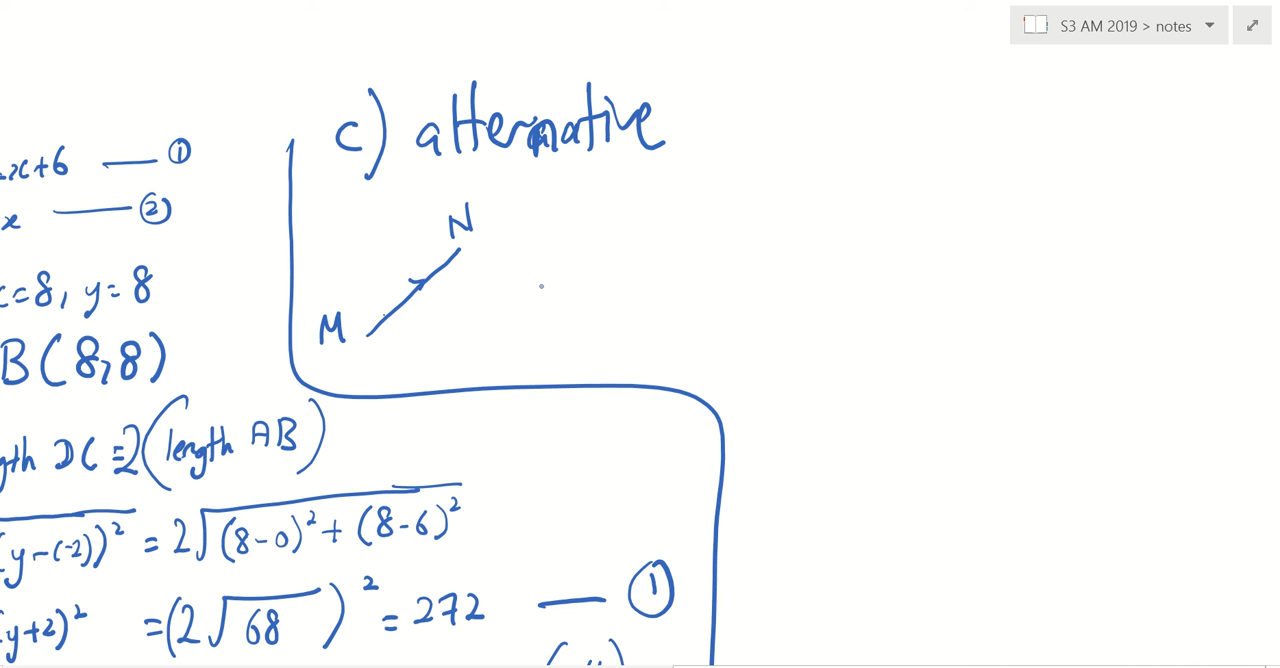 S3 AM 2019 > notes
c) alternative
x+6 — ①
x — ②
N
M
x=8, y=8
B(8,8)
gth DC = 2(length AB)
(y-(-2))² = 2√((8-0)² + (8-6)²)
(y+2)² = (2√68)² = 272 — ①